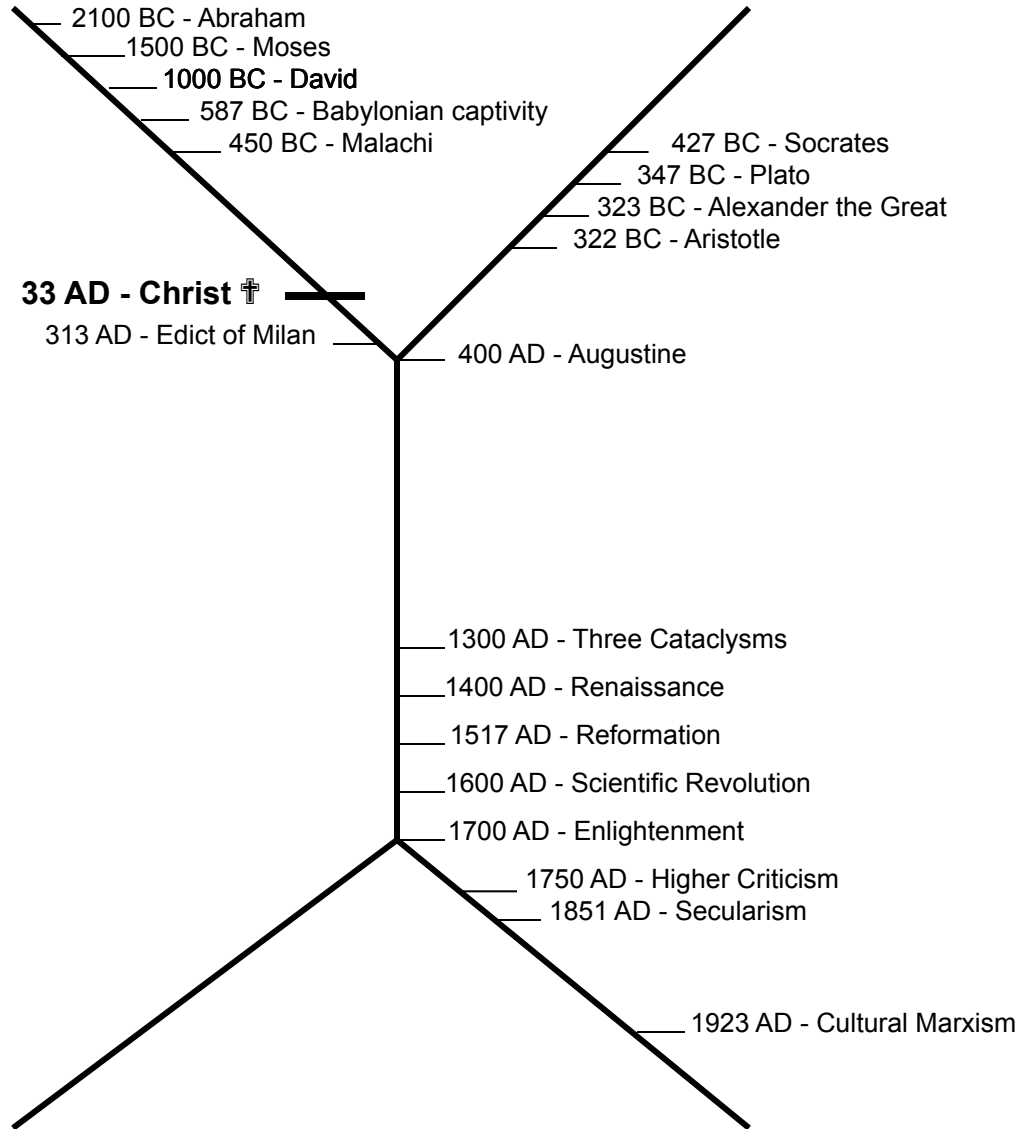 2100 BC - Abraham
1500 BC - Moses
1000 BC - David
587 BC - Babylonian captivity
450 BC - Malachi
427 BC - Socrates
347 BC - Plato
323 BC - Alexander the Great
322 BC - Aristotle
33 AD - Christ ✞
313 AD - Edict of Milan
400 AD - Augustine
1300 AD - Three Cataclysms
1400 AD - Renaissance
1517 AD - Reformation
1600 AD - Scientific Revolution
1700 AD - Enlightenment
1750 AD - Higher Criticism
1851 AD - Secularism
1923 AD - Cultural Marxism